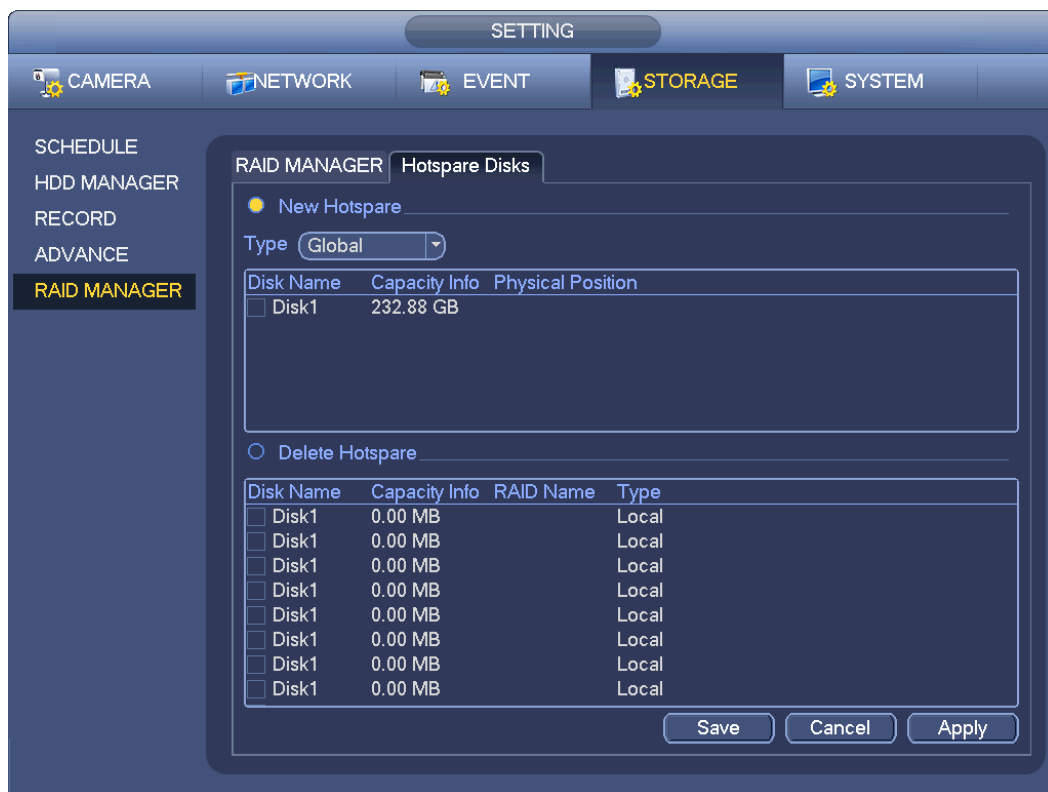 SETTING
CAMERA NETWORK EVENT STORAGE SYSTEM
SCHEDULE
HDD MANAGER
RECORD
ADVANCE
RAID MANAGER
RAID MANAGER Hotspare Disks
New Hotspare
Type Global
Disk Name Capacity Info Physical Position
Disk1 232.88 GB
Delete Hotspare
Disk Name Capacity Info RAID Name Type
Disk1 0.00 MB Local
Disk1 0.00 MB Local
Disk1 0.00 MB Local
Disk1 0.00 MB Local
Disk1 0.00 MB Local
Disk1 0.00 MB Local
Disk1 0.00 MB Local
Disk1 0.00 MB Local
Save Cancel Apply